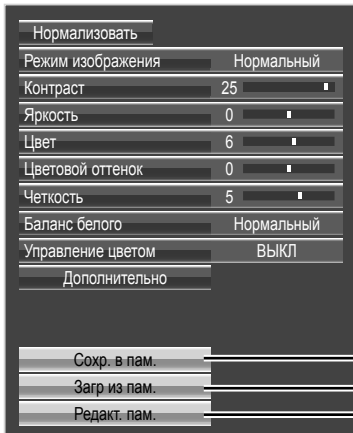 Нормализовать
Режим изображения Нормальный
Контраст 25
Яркость 0
Цвет 6
Цветовой оттенок 0
Четкость 5
Баланс белого Нормальный
Управление цветом ВЫКЛ
Дополнительно
Сохр. в пам.
Загр из пам.
Редакт. пам.